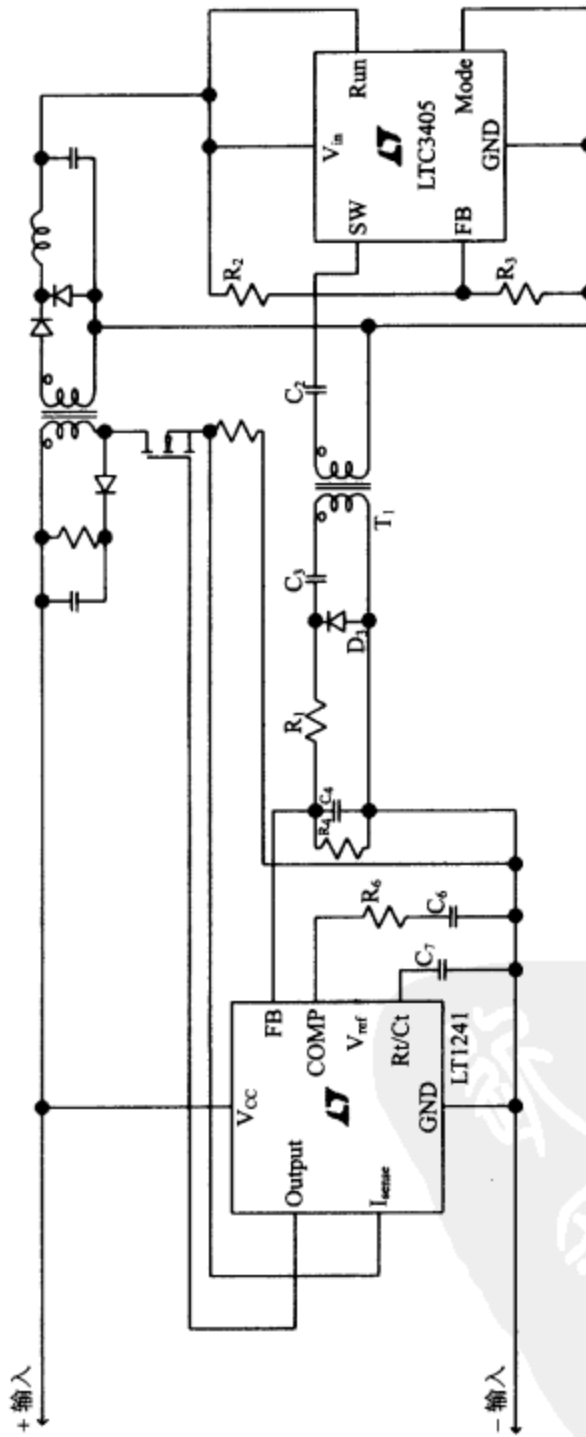 + 输入
- 输入
Vcc
Output
Isense
GND
FB
COMP
Vref
Rt/Ct
LT1241
C7
R6
C6
R4
C4
R1
D3
C3
T1
C2
R2
R3
SW
FB
Vin
Run
LTC3405
GND
Mode